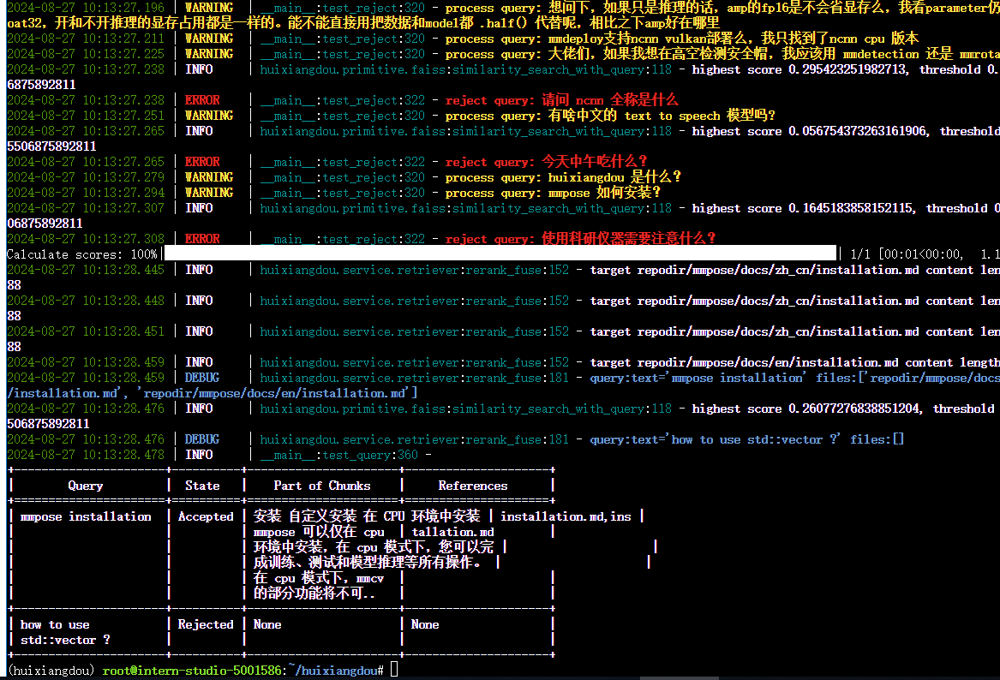 2024-08-27 10:13:27.196 | WARNING  | __main__:test_reject:320 - process query: 想问下，如果只是推理的话，amp的fp16是不会省显存么，我看parameter仍
oat32，开和不开推理的显存占用都是一样的。能不能直接用把数据和model都 .half() 代替呢，相比之下amp好在哪里
2024-08-27 10:13:27.211 | WARNING  | __main__:test_reject:320 - process query: mmdeploy支持ncnn vulkan部署么，我只找到了ncnn cpu 版本
2024-08-27 10:13:27.225 | WARNING  | __main__:test_reject:320 - process query: 大佬们，如果我想在高空检测安全帽，我应该用 mmdetection 还是 mmrota
2024-08-27 10:13:27.238 | INFO     | huixiangdou.primitive.faiss:similarity_search_with_query:118 - highest score 0.295423251982713, threshold 0.
6875892811
2024-08-27 10:13:27.238 | ERROR    | __main__:test_reject:322 - reject query: 请问 ncnn 全称是什么
2024-08-27 10:13:27.251 | WARNING  | __main__:test_reject:320 - process query: 有啥中文的 text to speech 模型吗?
2024-08-27 10:13:27.265 | INFO     | huixiangdou.primitive.faiss:similarity_search_with_query:118 - highest score 0.056754373263161906, threshold
5506875892811
2024-08-27 10:13:27.265 | ERROR    | __main__:test_reject:322 - reject query: 今天中午吃什么？
2024-08-27 10:13:27.279 | WARNING  | __main__:test_reject:320 - process query: huixiangdou 是什么？
2024-08-27 10:13:27.294 | WARNING  | __main__:test_reject:320 - process query: mmpose 如何安装？
2024-08-27 10:13:27.307 | INFO     | huixiangdou.primitive.faiss:similarity_search_with_query:118 - highest score 0.1645183858152115, threshold 0
06875892811
2024-08-27 10:13:27.308 | ERROR    | __main__:test_reject:322 - reject query: 使用科研仪器需要注意什么？
Calculate scores: 100%| | 1/1 [00:01<00:00,  1.1
2024-08-27 10:13:28.445 | INFO     | huixiangdou.service.retriever:rerank_fuse:152 - target repodir/mmpose/docs/zh_cn/installation.md content len
88
2024-08-27 10:13:28.448 | INFO     | huixiangdou.service.retriever:rerank_fuse:152 - target repodir/mmpose/docs/zh_cn/installation.md content len
88
2024-08-27 10:13:28.451 | INFO     | huixiangdou.service.retriever:rerank_fuse:152 - target repodir/mmpose/docs/zh_cn/installation.md content len
88
2024-08-27 10:13:28.459 | INFO     | huixiangdou.service.retriever:rerank_fuse:152 - target repodir/mmpose/docs/en/installation.md content length
2024-08-27 10:13:28.459 | DEBUG    | huixiangdou.service.retriever:rerank_fuse:181 - query:text='mmpose installation' files:['repodir/mmpose/docs
/installation.md', 'repodir/mmpose/docs/en/installation.md']
2024-08-27 10:13:28.476 | INFO     | huixiangdou.primitive.faiss:similarity_search_with_query:118 - highest score 0.26077276838851204, threshold
506875892811
2024-08-27 10:13:28.476 | DEBUG    | huixiangdou.service.retriever:rerank_fuse:181 - query:text='how to use std::vector ?' files:[]
2024-08-27 10:13:28.478 | INFO     | __main__:test_query:360 -
| Query | State | Part of Chunks | References |
| mmpose installation | Accepted | 安装 自定义安装 在 CPU 环境中安装 | installation.md,ins |
| | | mmpose 可以仅在 cpu | tallation.md |
| | | 环境中安装，在 cpu 模式下，您可以完 | |
| | | 成训练、测试和模型推理等所有操作。 | |
| | | 在 cpu 模式下，mmcv | |
| | | 的部分功能将不可.. | |
| how to use | Rejected | None | None |
| std::vector ? | | | |
(huixiangdou) root@intern-studio-5001586:~/huixiangdou#